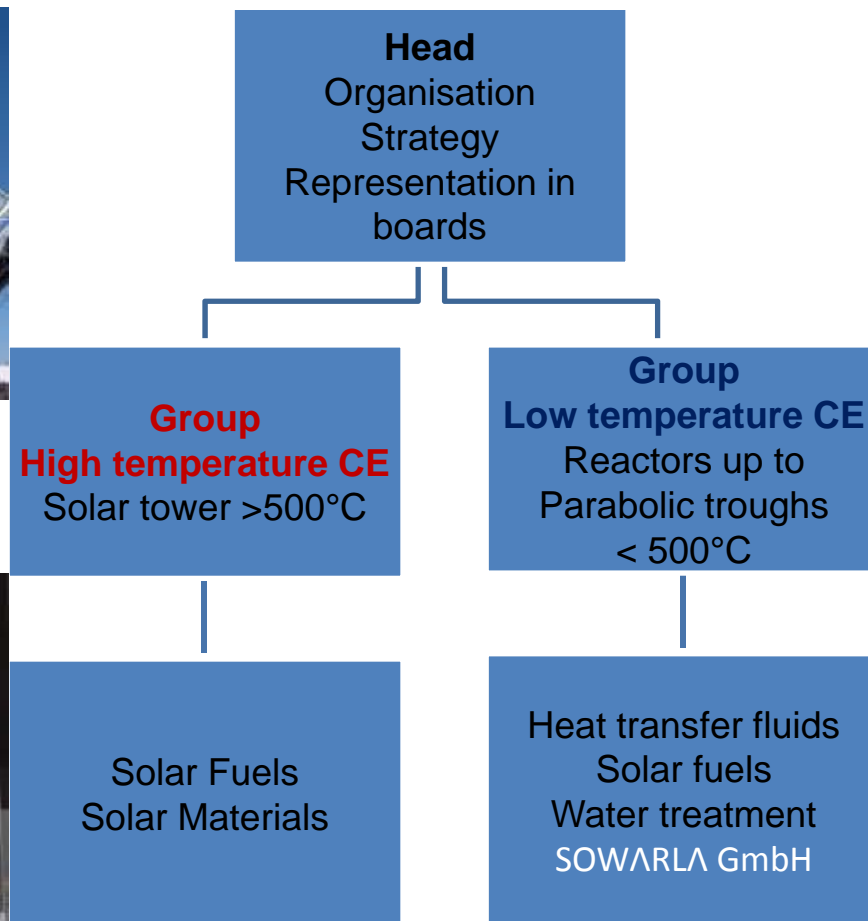 Head
Organisation
Strategy
Representation in
boards
Group
High temperature CE
Solar tower >500°C
Group
Low temperature CE
Reactors up to
Parabolic troughs
< 500°C
Solar Fuels
Solar Materials
Heat transfer fluids
Solar fuels
Water treatment
SOWΛRLΛ GmbH